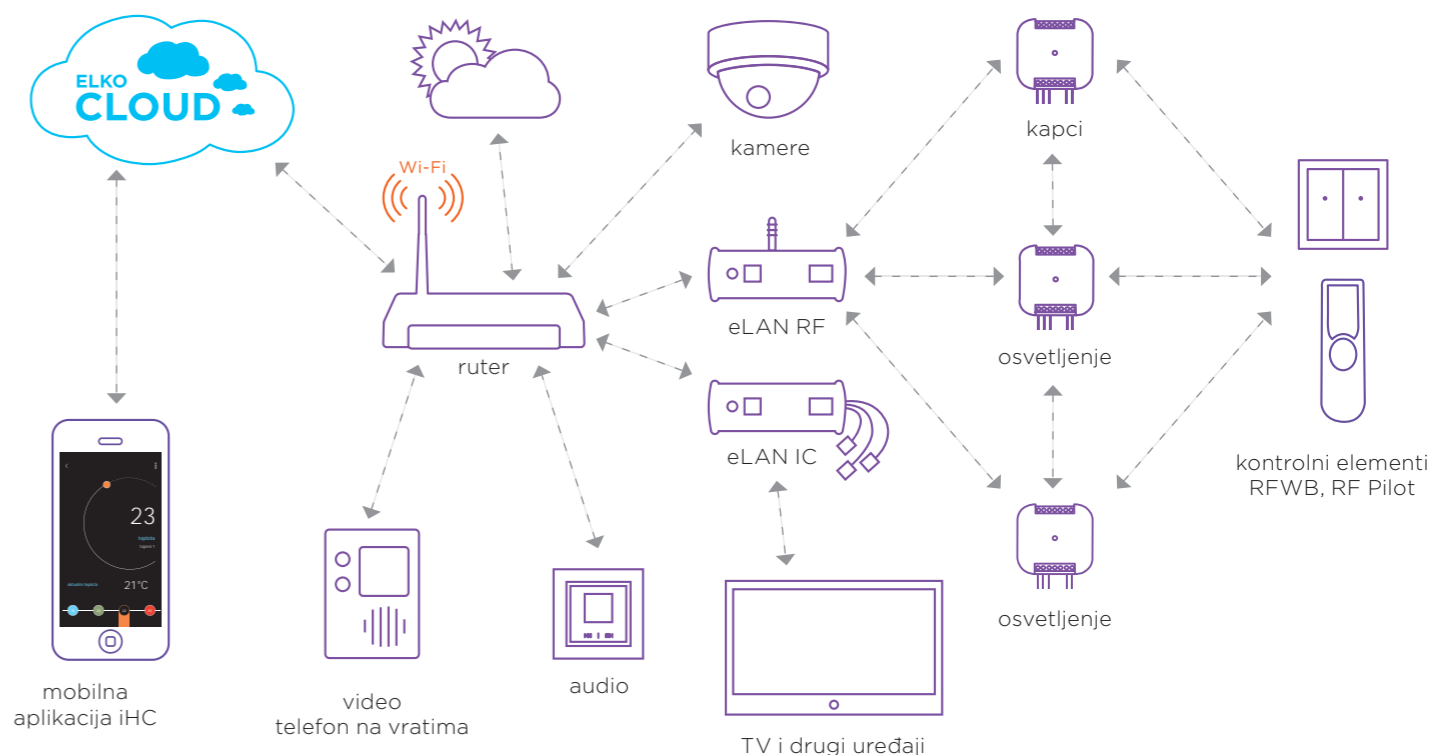 ELKO
CLOUD
Wi-Fi
kamere
kapci
ruter
eLAN RF
osvetljenje
eLAN IC
kontrolni elementi
RFWB, RF Pilot
23
21°C
osvetljenje
mobilna
aplikacija iHC
video
telefon na vratima
audio
TV i drugi uređaji